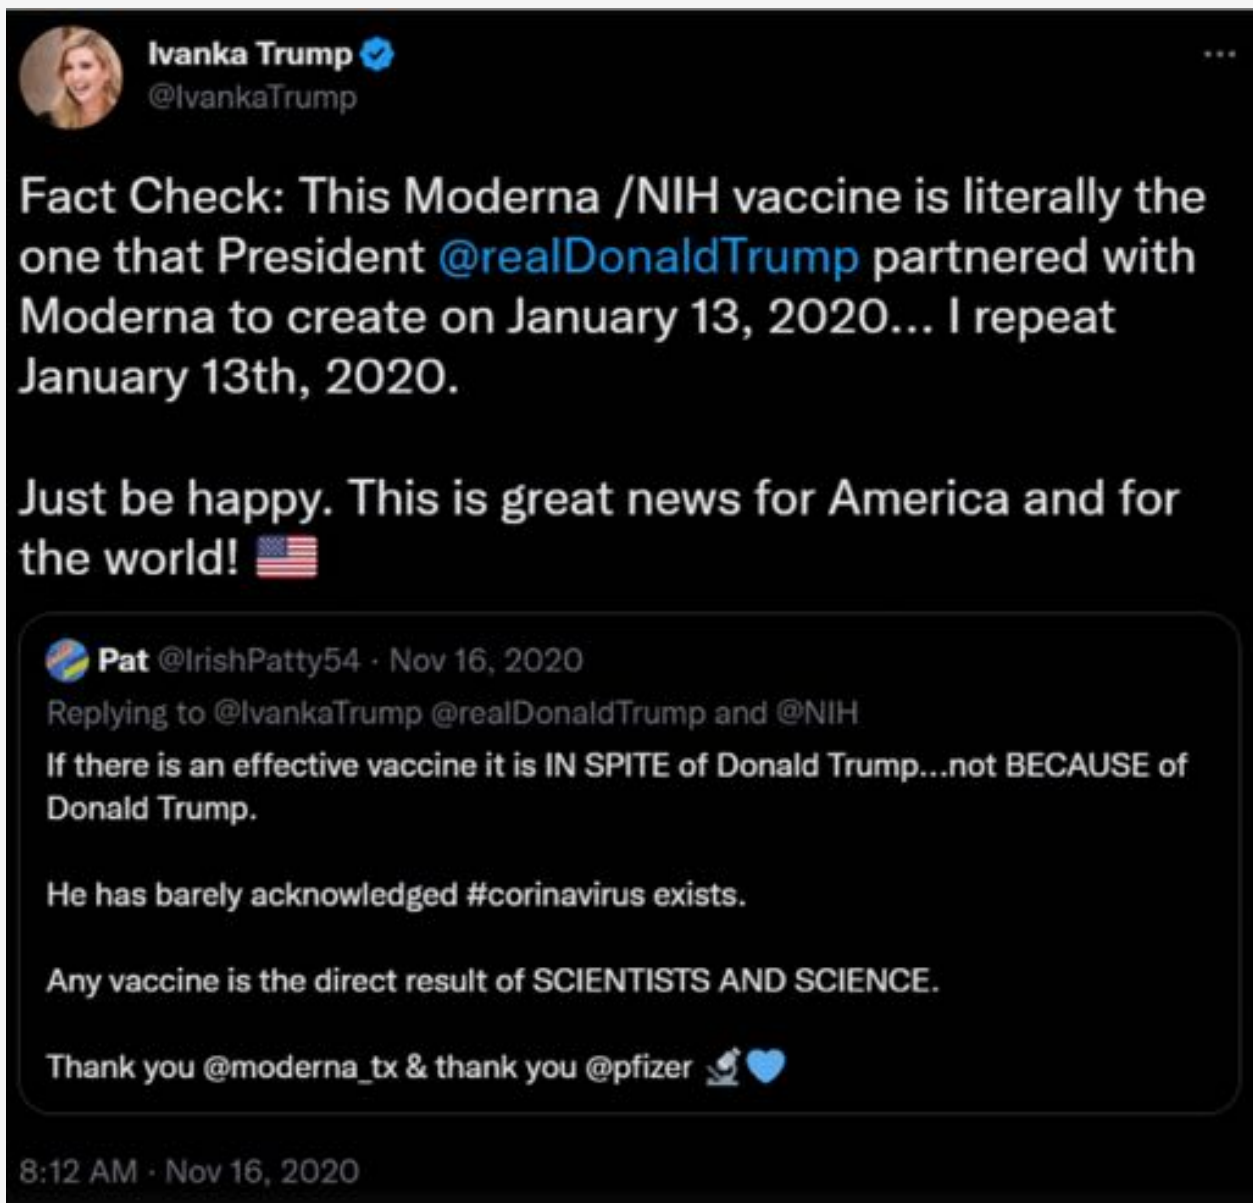 Ivanka Trump
@IvankaTrump
Fact Check: This Moderna /NIH vaccine is literally the
one that President @realDonaldTrump partnered with
Moderna to create on January 13, 2020... I repeat
January 13th, 2020.
Just be happy. This is great news for America and for
the world! 🇺🇸
Pat @IrishPatty54 · Nov 16, 2020
Replying to @IvankaTrump @realDonaldTrump and @NIH
If there is an effective vaccine it is IN SPITE of Donald Trump...not BECAUSE of
Donald Trump.
He has barely acknowledged #corinavirus exists.
Any vaccine is the direct result of SCIENTISTS AND SCIENCE.
Thank you @moderna_tx & thank you @pfizer 🔬💙
8:12 AM · Nov 16, 2020